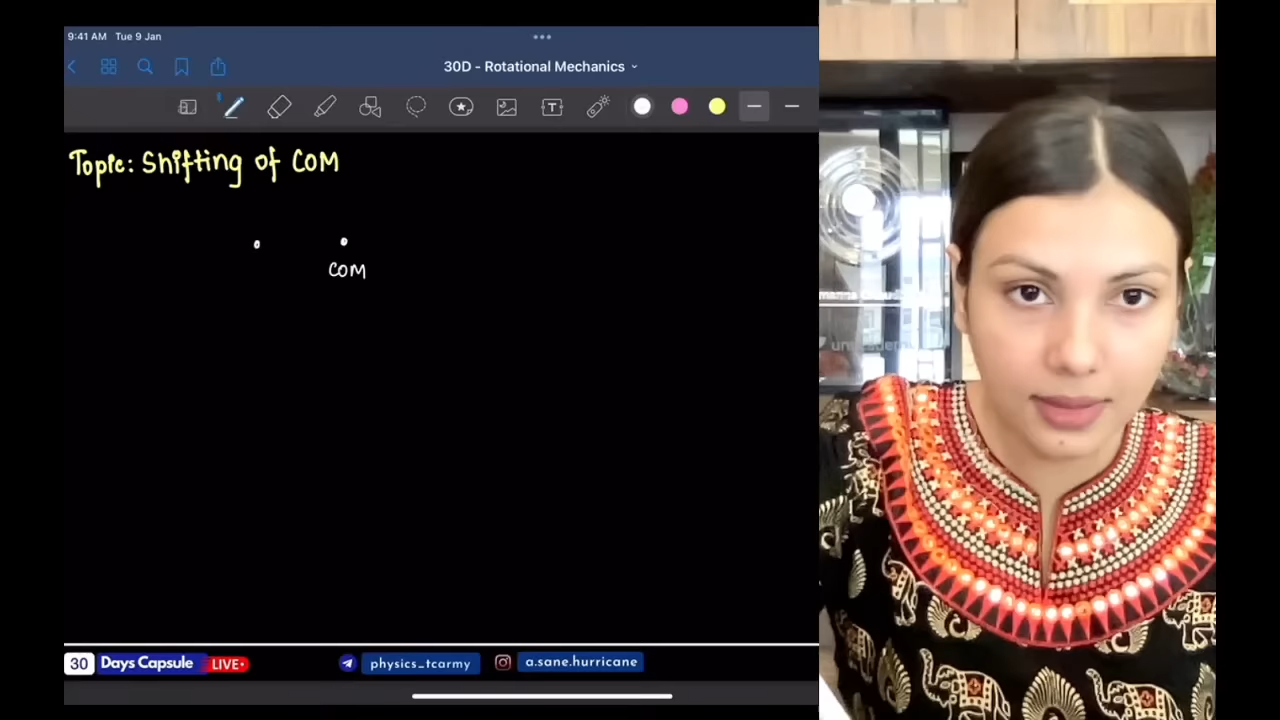 9:41 AM Tue 9 Jan
30D - Rotational Mechanics
T
Topic: Shifting of COM
COM
30 Days Capsule LIVE
physics_tcarmy
a.sane.hurricane